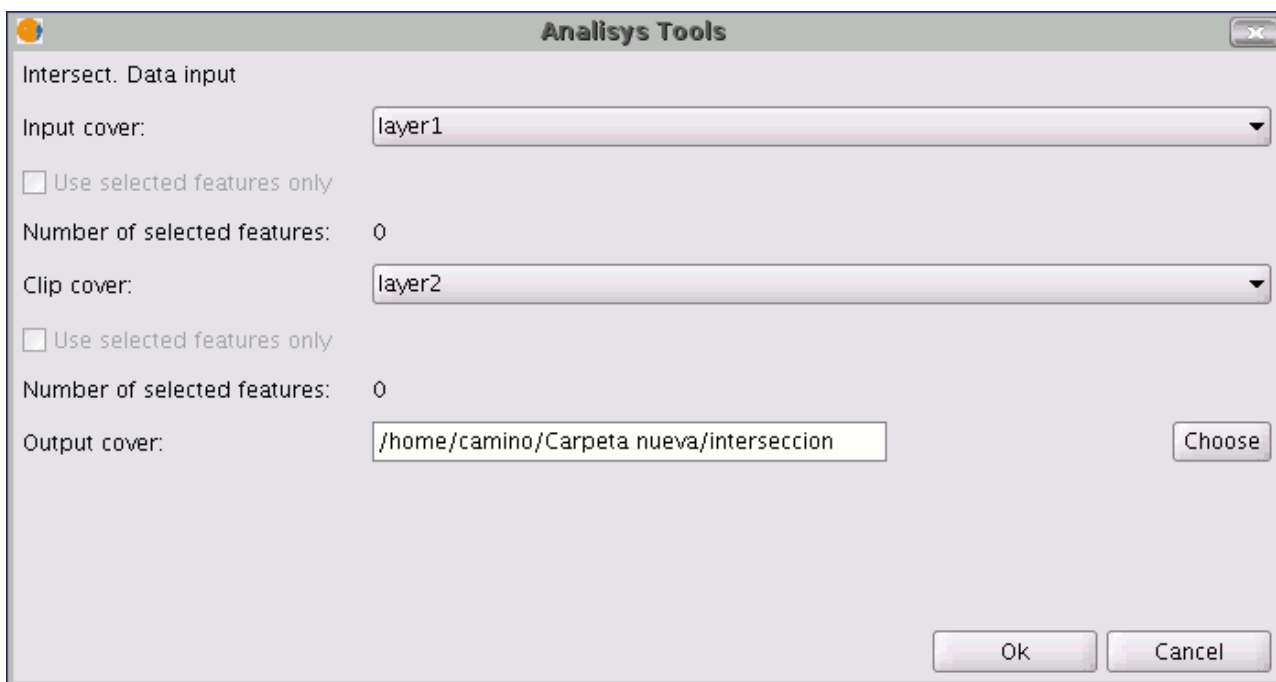 Analisys Tools
Intersect. Data input
Input cover: layer1
Use selected features only
Number of selected features: 0
Clip cover: layer2
Use selected features only
Number of selected features: 0
Output cover: /home/camino/Carpeta nueva/interseccion Choose
Ok Cancel